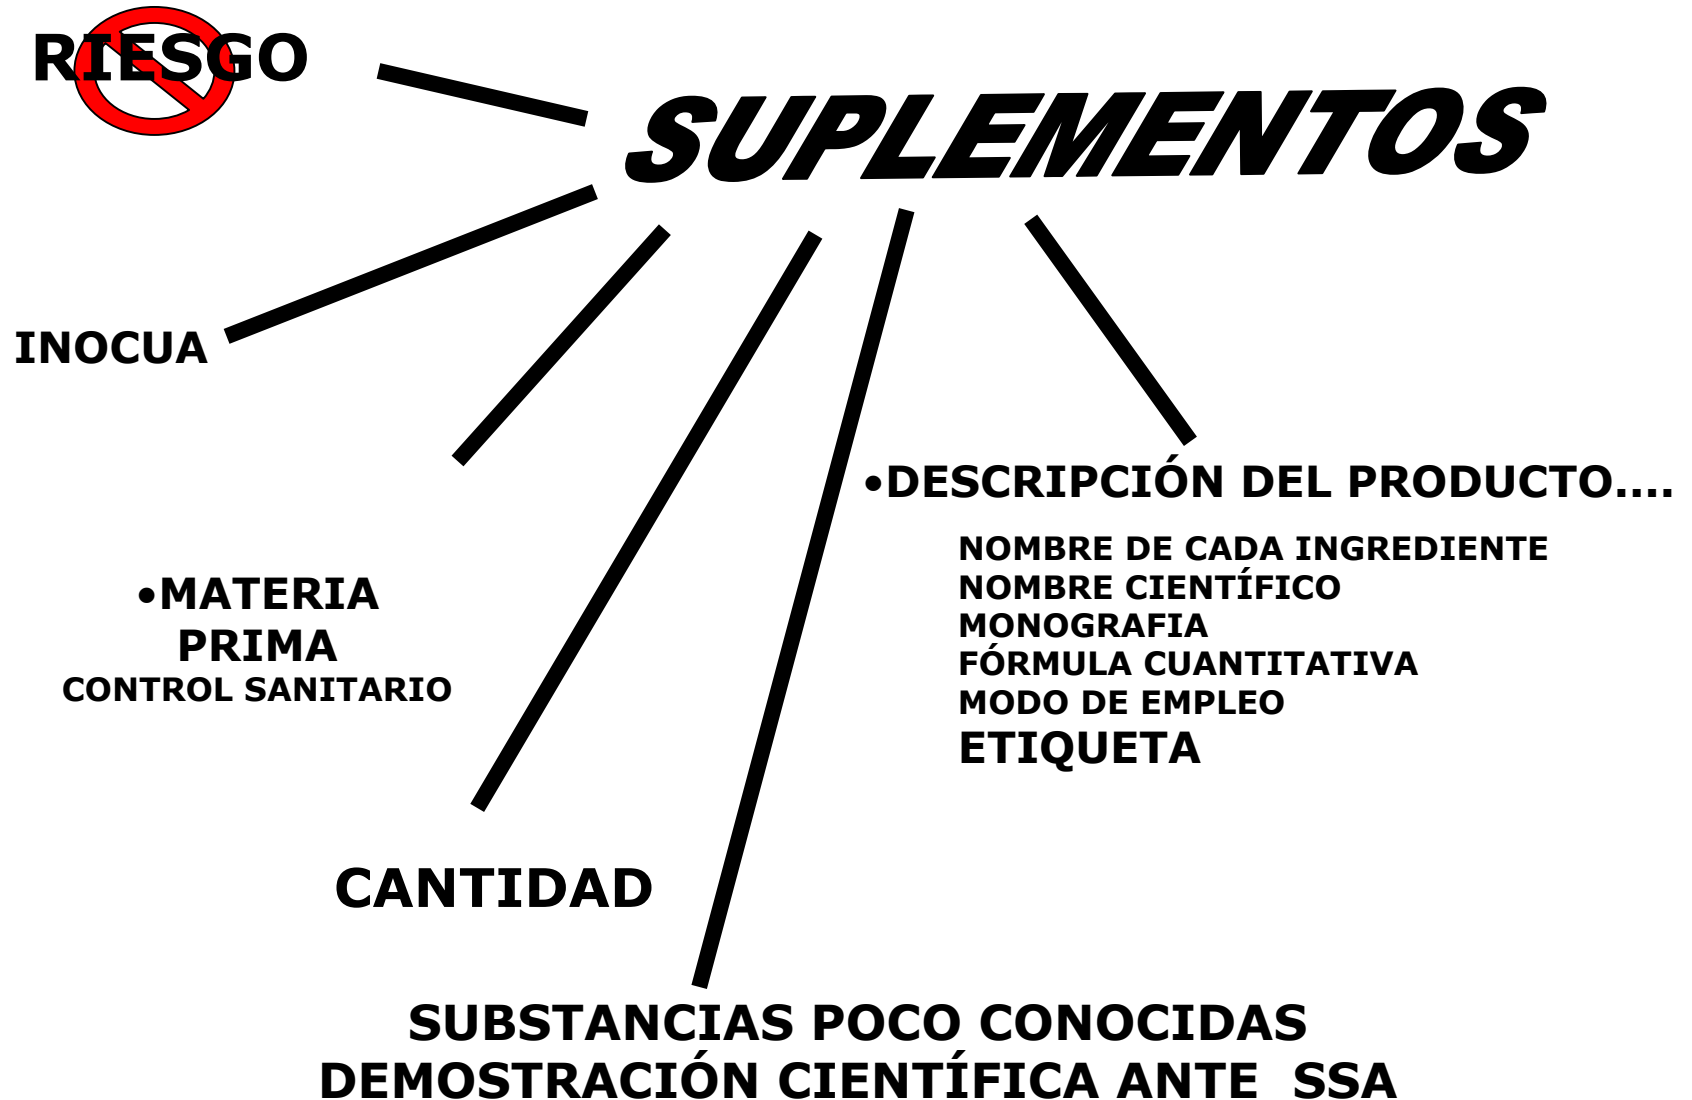 RIESGO
SUPLEMENTOS
INOCUA
•MATERIA
PRIMA
CONTROL SANITARIO
CANTIDAD
•DESCRIPCIÓN DEL PRODUCTO....
NOMBRE DE CADA INGREDIENTE
NOMBRE CIENTÍFICO
MONOGRAFIA
FÓRMULA CUANTITATIVA
MODO DE EMPLEO
ETIQUETA
SUBSTANCIAS POCO CONOCIDAS
DEMOSTRACIÓN CIENTÍFICA ANTE  SSA